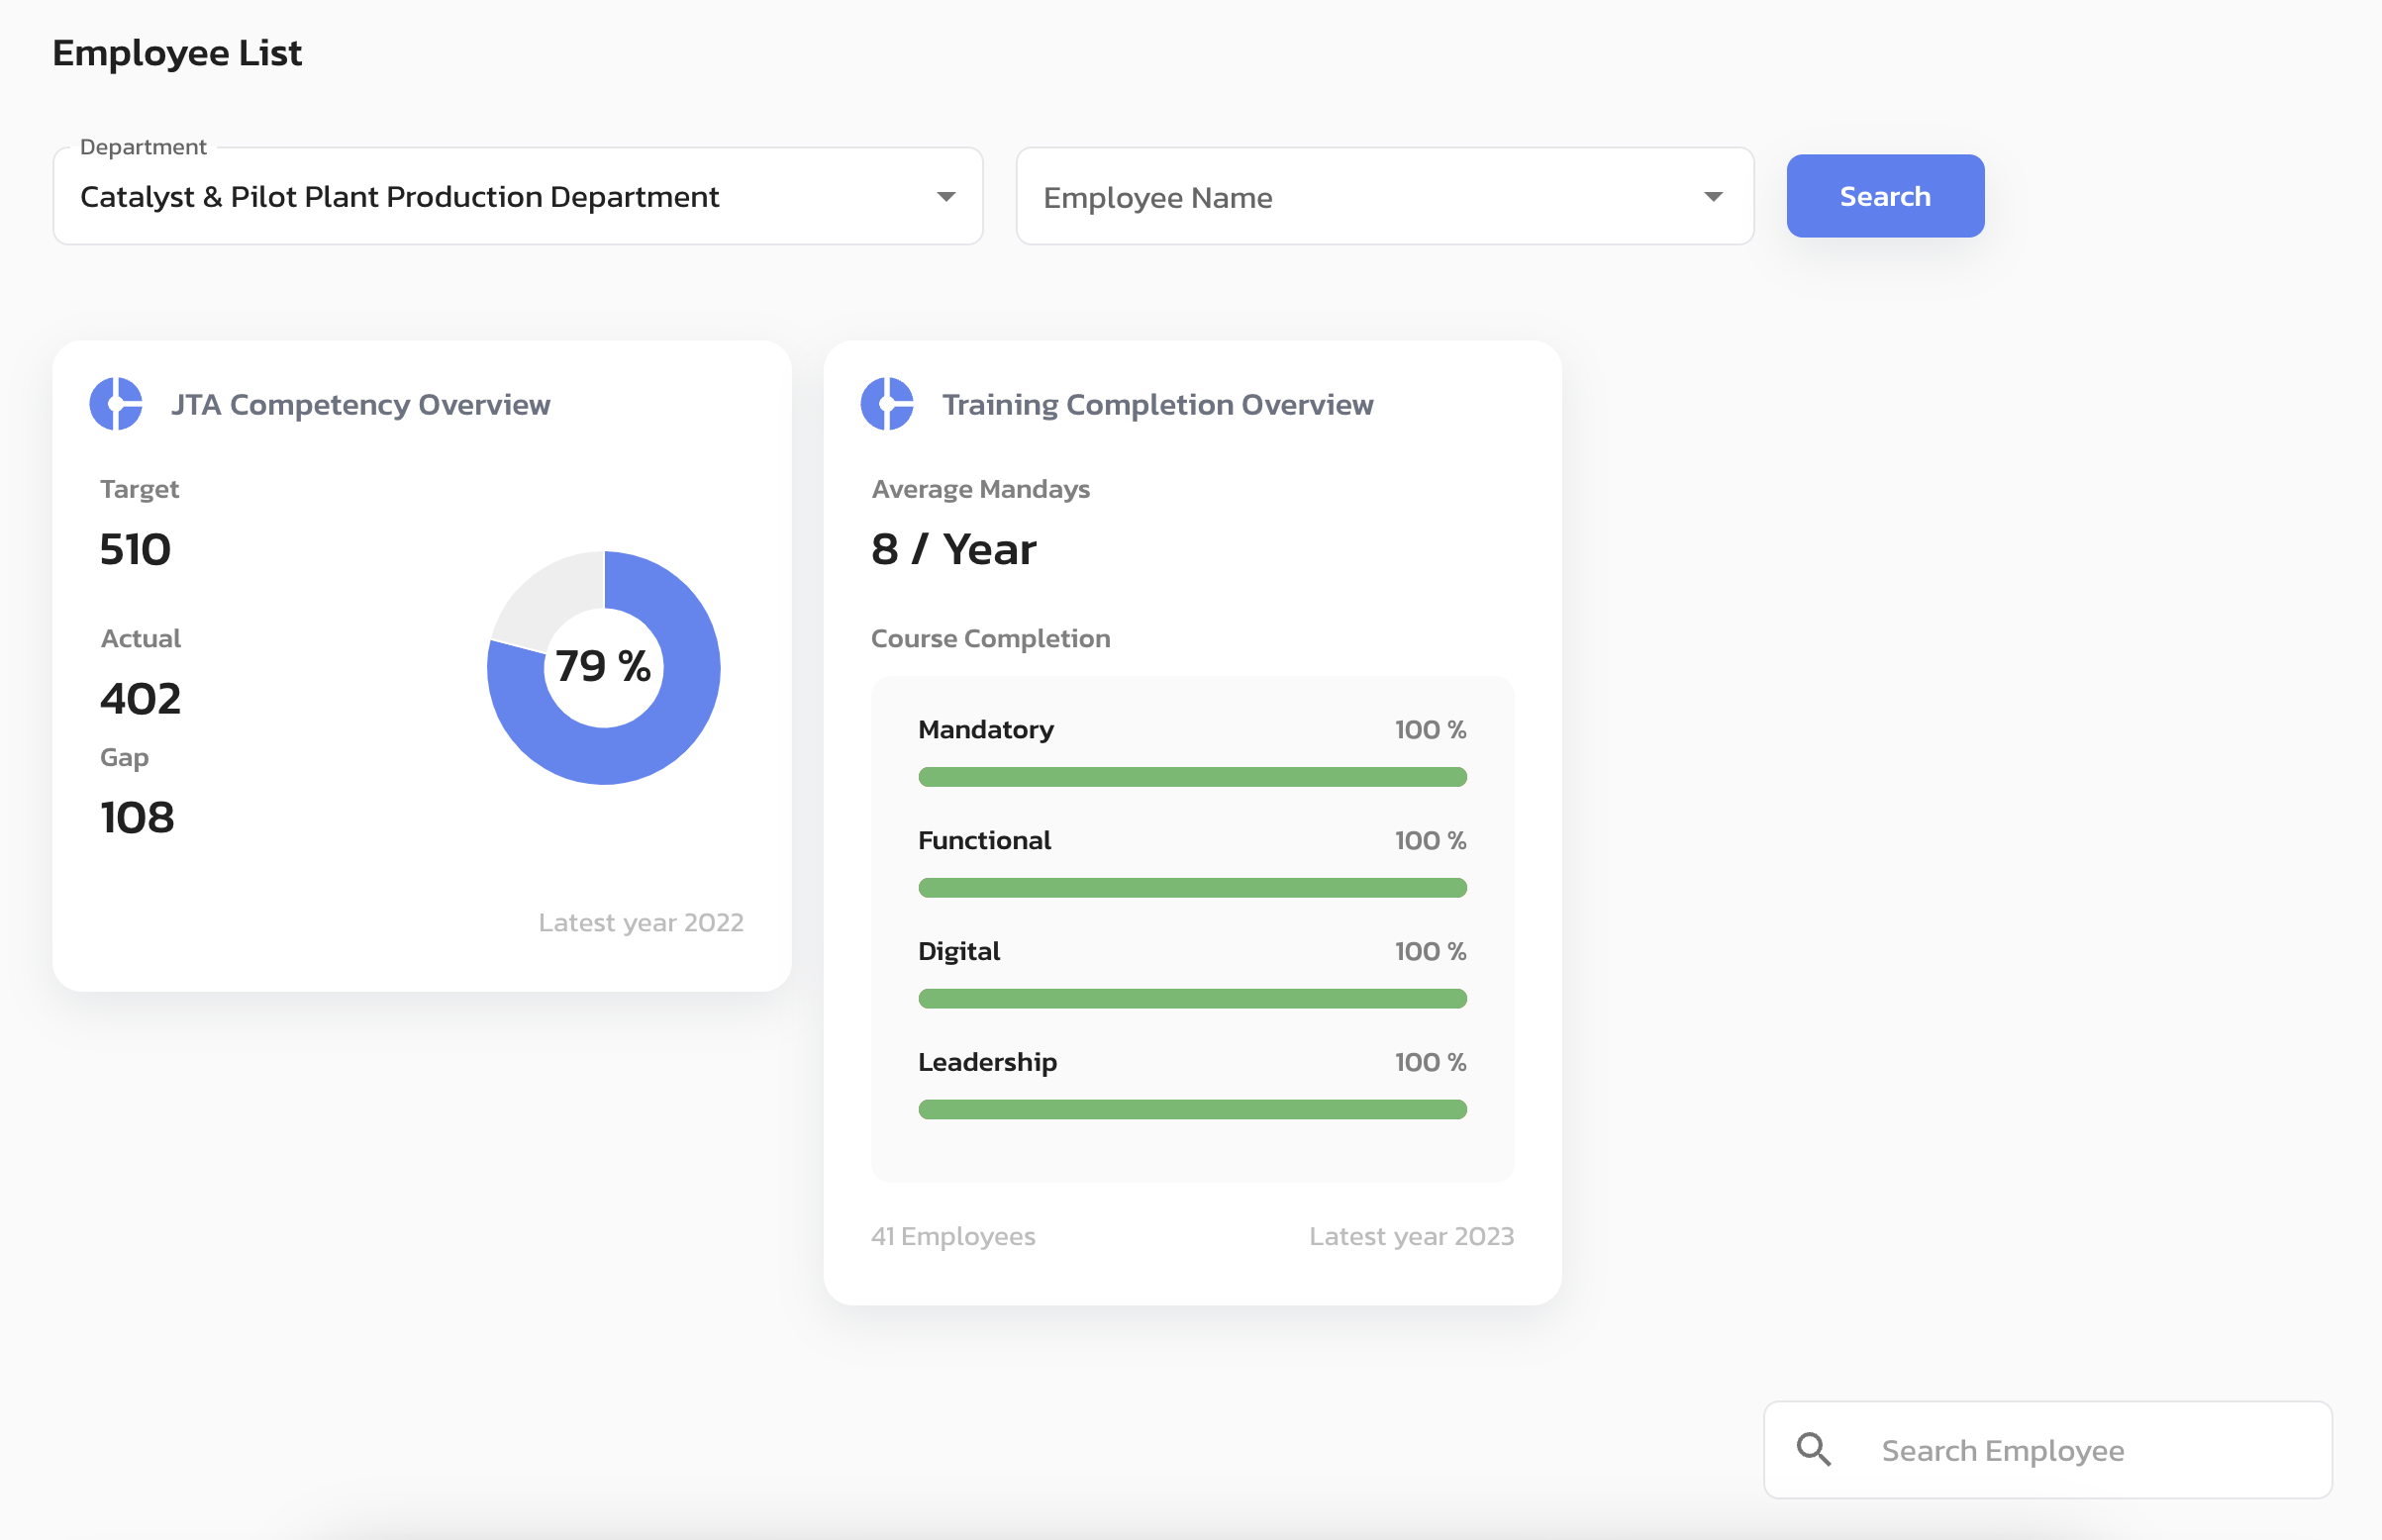 Employee List
Department
Catalyst & Pilot Plant Production Department
Employee Name
Search
JTA Competency Overview
Target
510
Actual
402
Gap
108
79 %
Latest year 2022
Training Completion Overview
Average Mandays
8 / Year
Course Completion
Mandatory 100 %
Functional 100 %
Digital 100 %
Leadership 100 %
41 Employees Latest year 2023
Search Employee